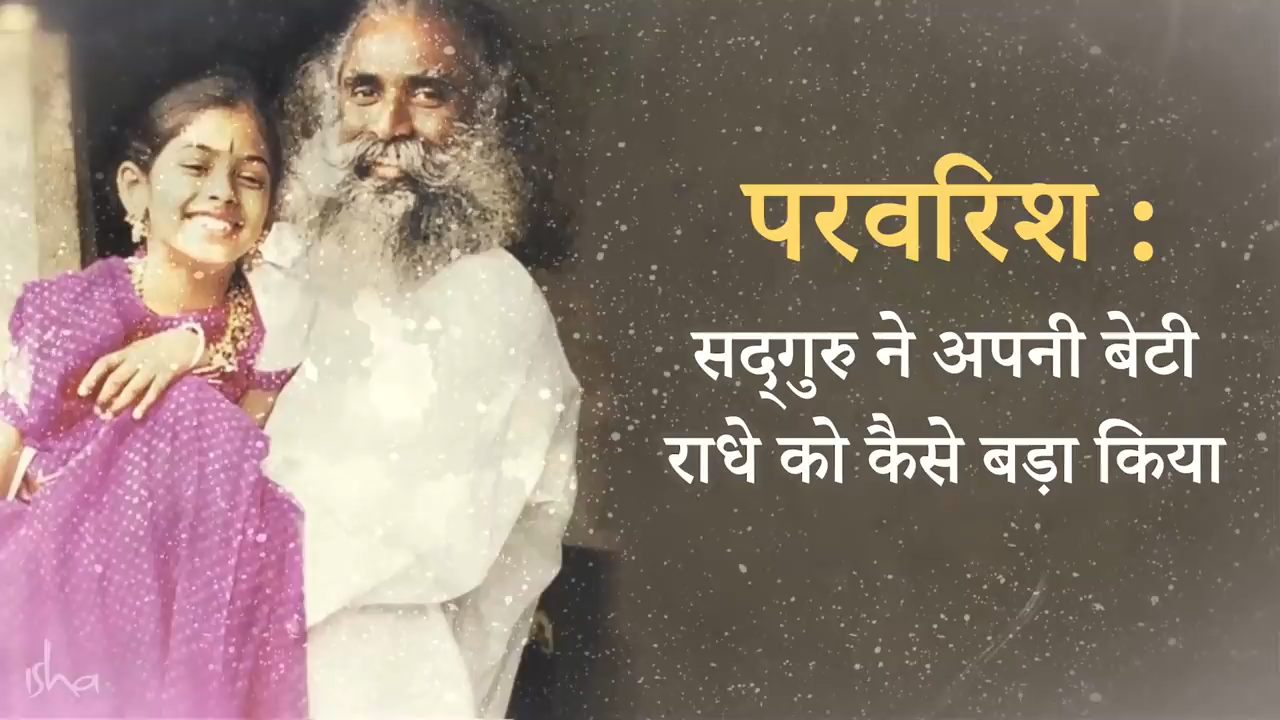 परवरिश :
सद्‌गुरु ने अपनी बेटी
राधे को कैसे बड़ा किया
isha